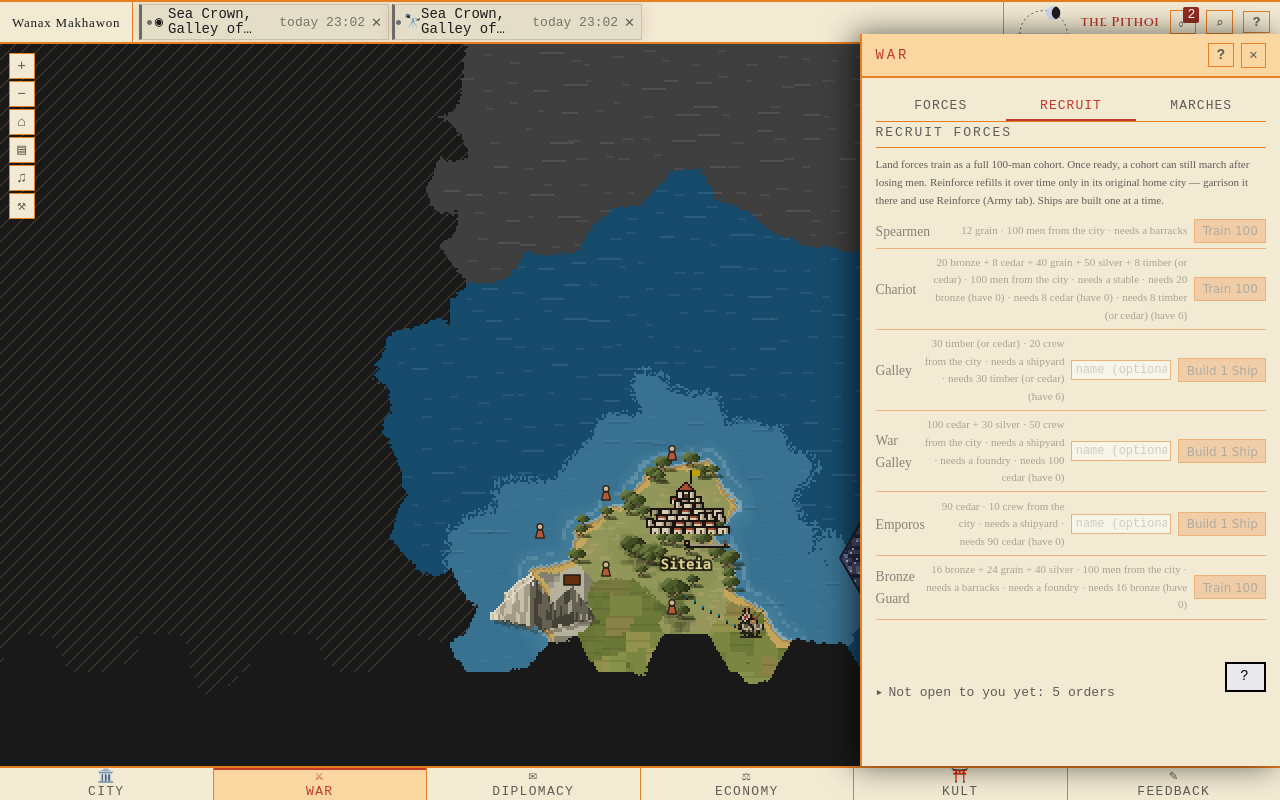 Wanax Makhawon
Sea Crown, Galley of… today 23:02 ✕
Sea Crown, Galley of… today 23:02 ✕
THE PITHOI
2
?
WAR
? ✕
FORCES RECRUIT MARCHES
RECRUIT FORCES
Land forces train as a full 100-man cohort. Once ready, a cohort can still march after
losing men. Reinforce refills it over time only in its original home city — garrison it
there and use Reinforce (Army tab). Ships are built one at a time.
Spearmen 12 grain · 100 men from the city · needs a barracks Train 100
Chariot
20 bronze + 8 cedar + 40 grain + 50 silver + 8 timber (or
cedar) · 100 men from the city · needs a stable · needs 20
bronze (have 0) · needs 8 cedar (have 0) · needs 8 timber
(or cedar) (have 6)
Train 100
Galley
30 timber (or cedar) · 20 crew
from the city · needs a shipyard
· needs 30 timber (or cedar)
(have 6)
name (optiona
Build 1 Ship
War
Galley
100 cedar + 30 silver · 50 crew
from the city · needs a shipyard
· needs a foundry · needs 100
cedar (have 0)
name (optiona
Build 1 Ship
Emporos
90 cedar · 10 crew from the
city · needs a shipyard ·
needs 90 cedar (have 0)
name (optiona
Build 1 Ship
Bronze
Guard
16 bronze + 24 grain + 40 silver · 100 men from the city ·
needs a barracks · needs a foundry · needs 16 bronze (have
0)
Train 100
?
▸ Not open to you yet: 5 orders
Siteia
CITY WAR DIPLOMACY ECONOMY KULT FEEDBACK